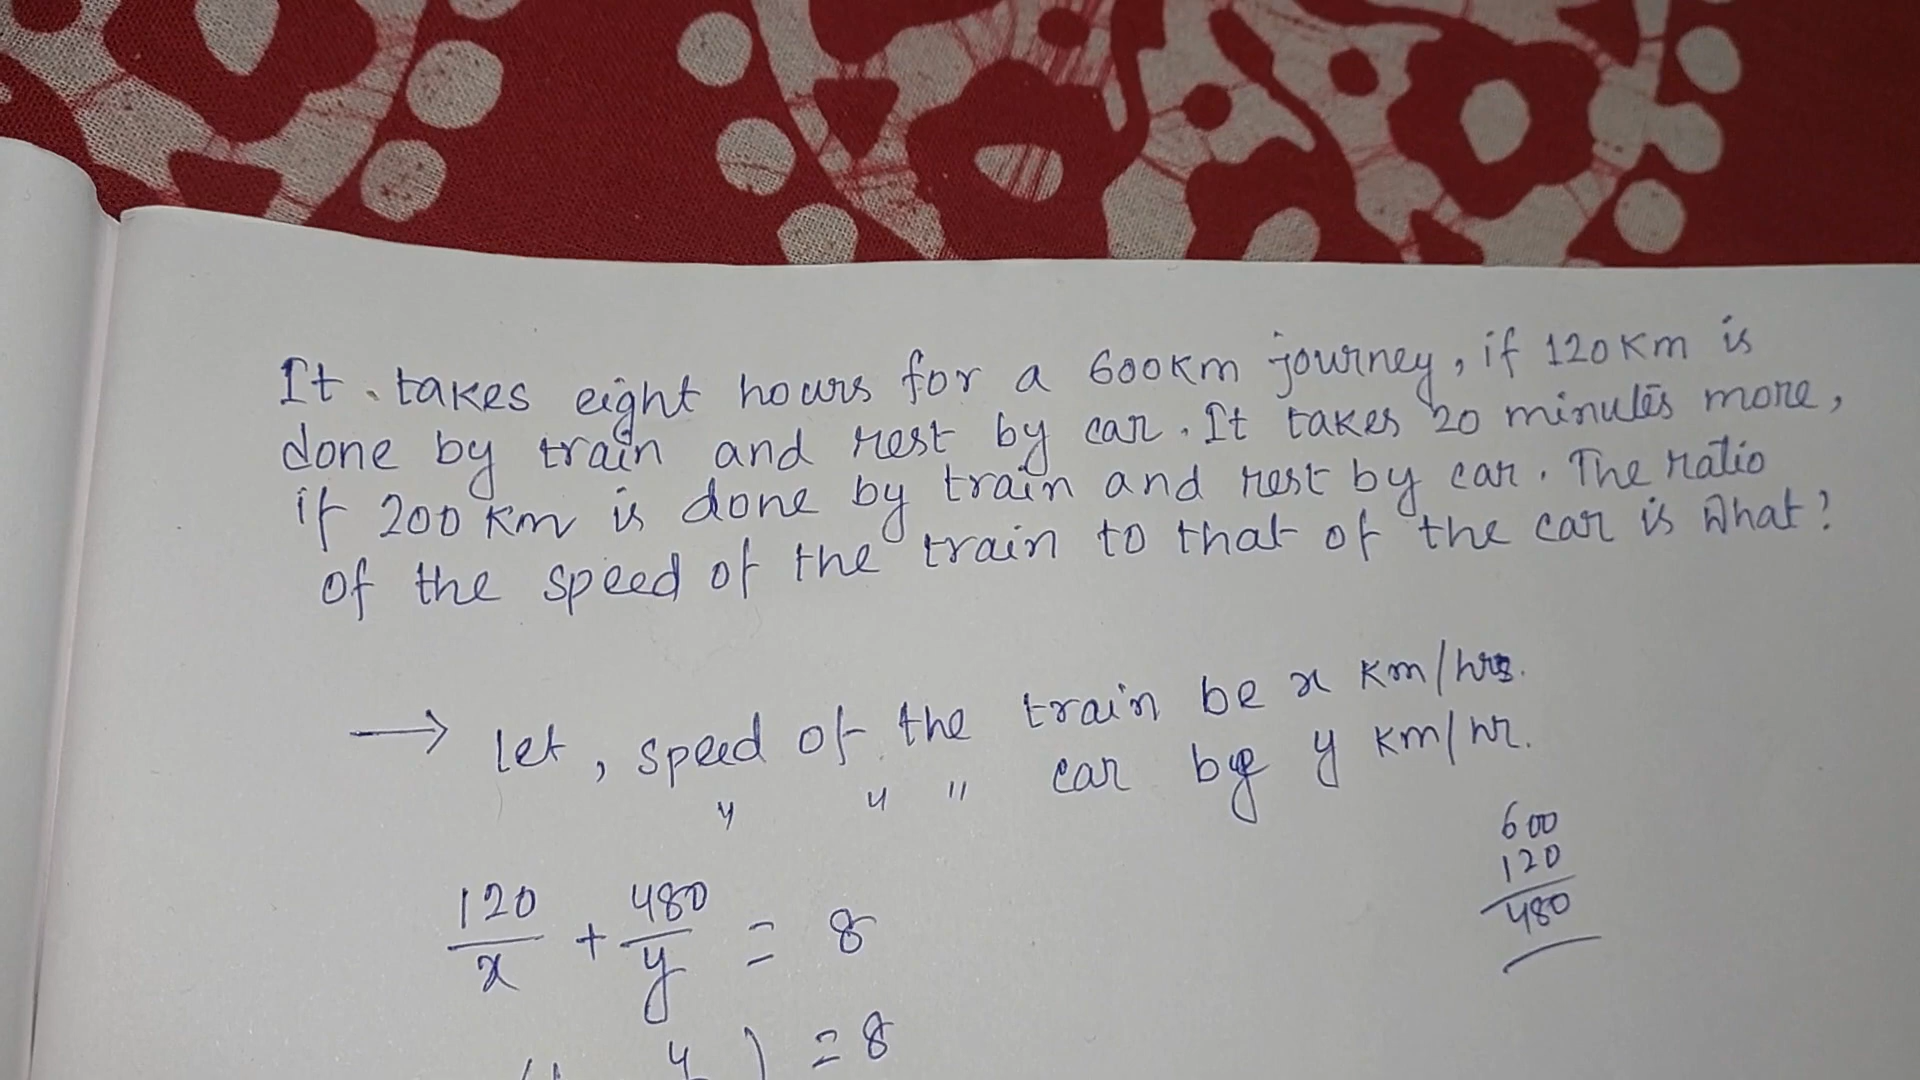 It takes eight hours for a 600km journey, if 120km is
done by train and rest by car. It takes 20 minutes more,
if 200 km is done by train and rest by car. The ratio
of the speed of the train to that of the car is what?
→ let, speed of the train be x km/hrs.
" " " car be y km/hr.
600
120
480
120/x + 480/y = 8
4 ) = 8